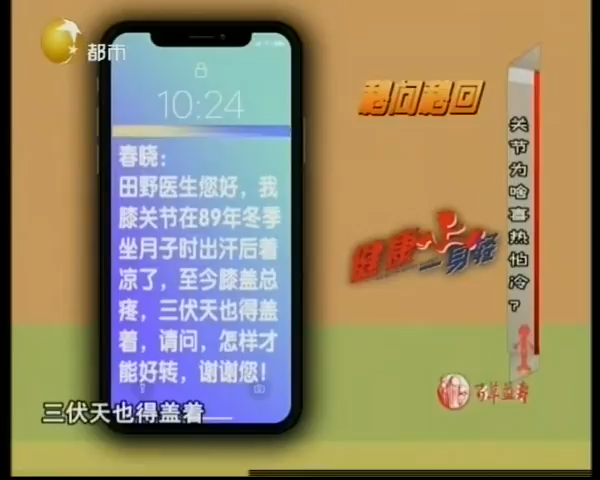 都市
10:24
春晓：
田野医生您好，我
膝关节在89年冬季
坐月子时出汗后着
凉了，至今膝盖总
疼，三伏天也得盖
着，请问，怎样才
能好转，谢谢您！
秒问秒回
健康一身轻
关节为啥喜热怕冷？
百草益寿
三伏天也得盖着